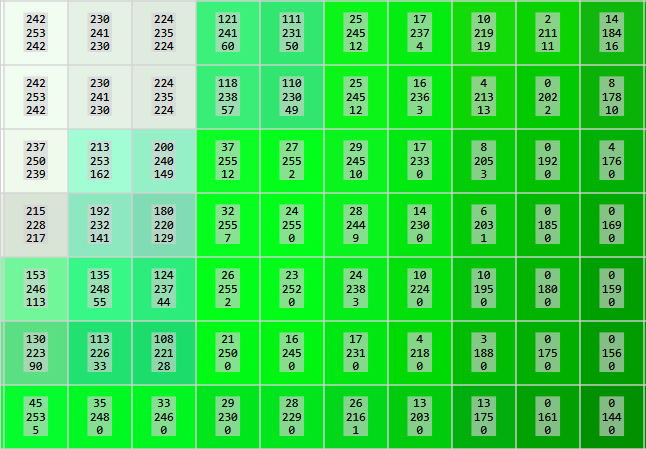 242 230 224 121 111 25 17 10 2 14
253 241 235 241 231 245 237 219 211 184
242 230 224 60 50 12 4 19 11 16
242 230 224 118 110 25 16 4 0 8
253 241 235 238 230 245 236 213 202 178
242 230 224 57 49 12 3 13 2 10
237 213 200 37 27 29 17 8 0 4
250 253 240 255 255 245 233 205 192 176
239 162 149 12 2 10 0 3 0 0
215 192 180 32 24 28 14 6 0 0
228 232 220 255 255 244 230 203 185 169
217 141 129 7 0 9 0 1 0 0
153 135 124 26 23 24 10 10 0 0
246 248 237 255 252 238 224 195 180 159
113 55 44 2 0 3 0 0 0 0
130 113 108 21 16 17 4 3 0 0
223 226 221 250 245 231 218 188 175 156
90 33 28 0 0 0 0 0 0 0
45 35 33 29 28 26 13 13 0 0
253 248 246 230 229 216 203 175 161 144
5 0 0 0 0 1 0 0 0 0